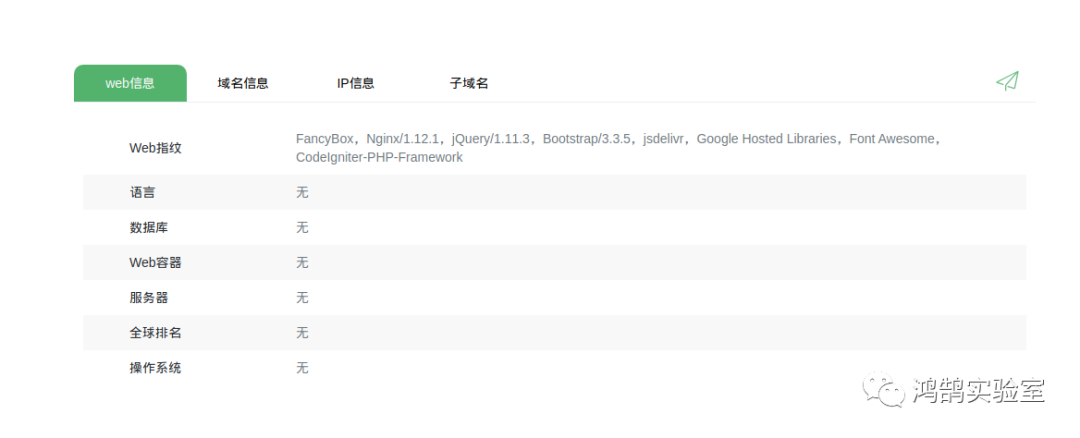 web信息 域名信息 IP信息 子域名
Web指纹 FancyBox，Nginx/1.12.1，jQuery/1.11.3，Bootstrap/3.3.5，jsdelivr，Google Hosted Libraries，Font Awesome，
CodeIgniter-PHP-Framework
语言 无
数据库 无
Web容器 无
服务器 无
全球排名 无
操作系统 无
鸿鹄实验室